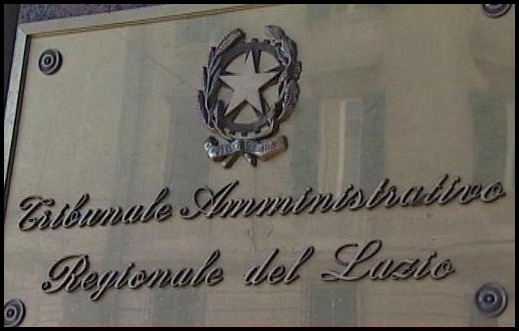 Tribunale Amministrativo
Regionale del Lazio